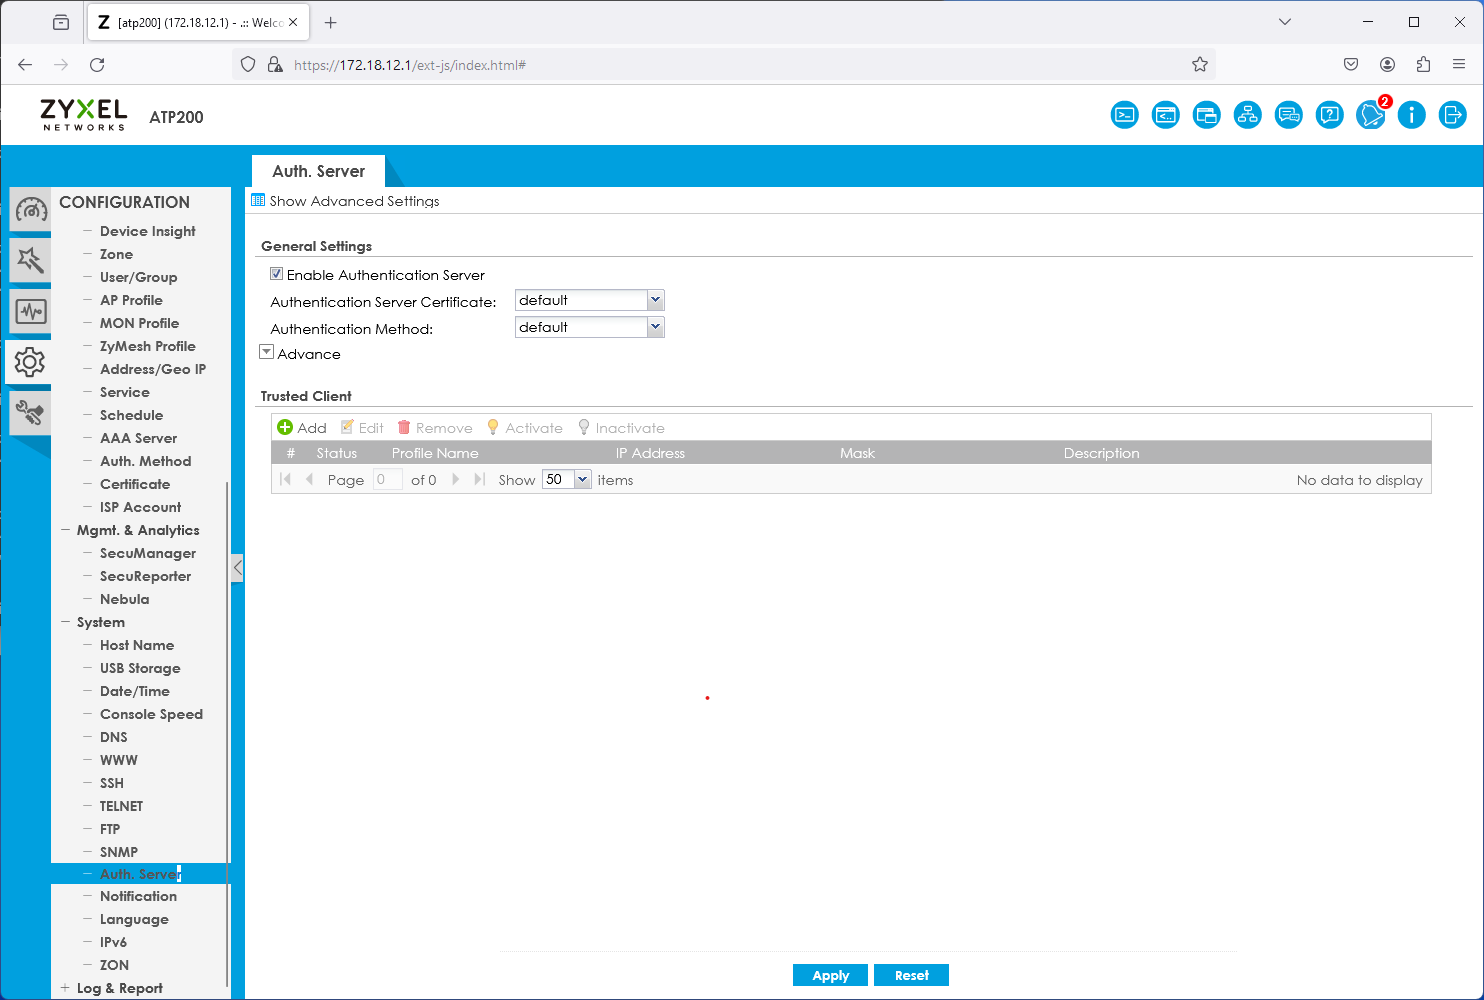 Z [atp200] (172.18.12.1) - .:: Welco
https://172.18.12.1/ext-js/index.html#
ZYXEL
NETWORKS
ATP200
2
Auth. Server
CONFIGURATION
Device Insight
Zone
User/Group
AP Profile
MON Profile
ZyMesh Profile
Address/Geo IP
Service
Schedule
AAA Server
Auth. Method
Certificate
ISP Account
Mgmt. & Analytics
SecuManager
SecuReporter
Nebula
System
Host Name
USB Storage
Date/Time
Console Speed
DNS
WWW
SSH
TELNET
FTP
SNMP
Auth. Server
Notification
Language
IPv6
ZON
Log & Report
Show Advanced Settings
General Settings
Enable Authentication Server
Authentication Server Certificate: default
Authentication Method: default
Advance
Trusted Client
Add Edit Remove Activate Inactivate
# Status Profile Name IP Address Mask Description
Page 0 of 0 Show 50 items No data to display
Apply Reset